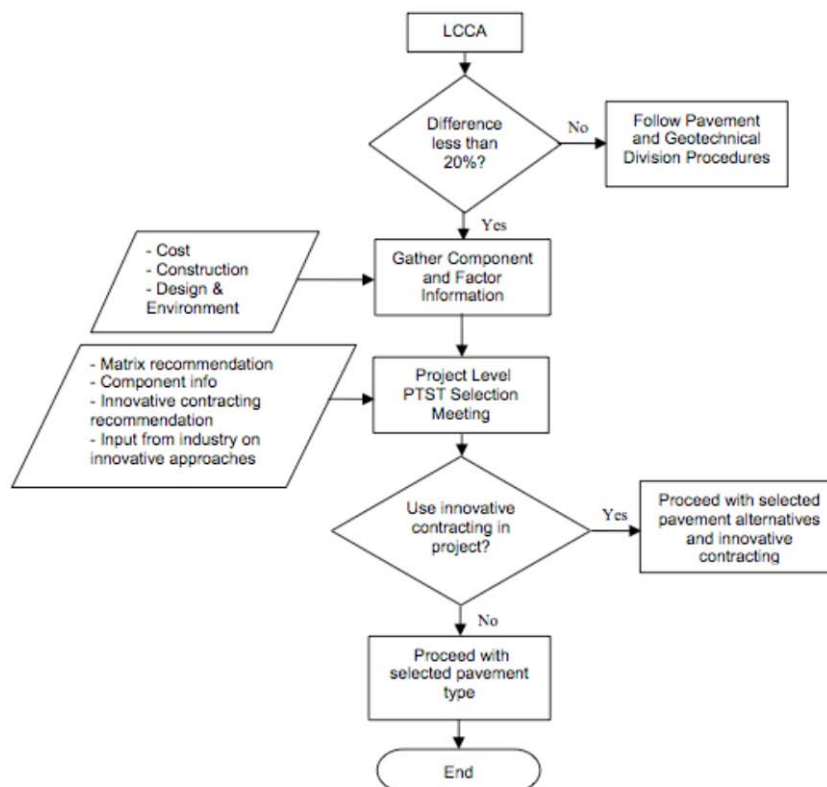 LCCA
Difference
less than
20%?
No
Follow Pavement
and Geotechnical
Division Procedures
Yes
- Cost
- Construction
- Design &
Environment
Gather Component
and Factor
Information
- Matrix recommendation
- Component info
- Innovative contracting
recommendation
- Input from industry on
innovative approaches
Project Level
PTST Selection
Meeting
Use innovative
contracting in
project?
Yes
Proceed with selected
pavement alternatives
and innovative
contracting
No
Proceed with
selected pavement
type
End